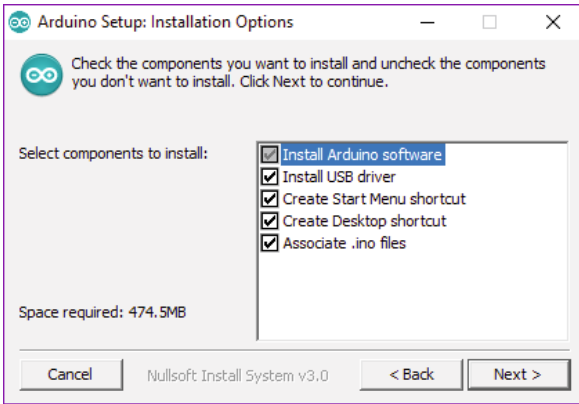 Arduino Setup: Installation Options
Check the components you want to install and uncheck the components
you don't want to install. Click Next to continue.
Select components to install:
Install Arduino software
Install USB driver
Create Start Menu shortcut
Create Desktop shortcut
Associate .ino files
Space required: 474.5MB
Cancel
Nullsoft Install System v3.0
< Back
Next >